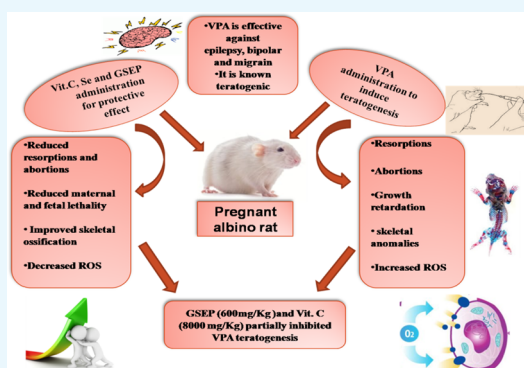 •VPA is effective
against
epilepsy, bipolar
and migrain
•It is known
teratogenic
Vit.C, Se and GSEP
administration
for protective
effect
VPA
administration to
induce
teratogenesis
•Reduced
resorptions and
abortions
•Reduced maternal
and fetal lethality
• Improved skeletal
ossification
•Decreased ROS
Pregnant
albino rat
•Resorptions
•Abortions
•Growth
retardation
• skeletal
anomalies
•Increased ROS
GSEP (600mg/Kg)and Vit. C
(8000 mg/Kg) partially inhibited
VPA teratogenesis
O2